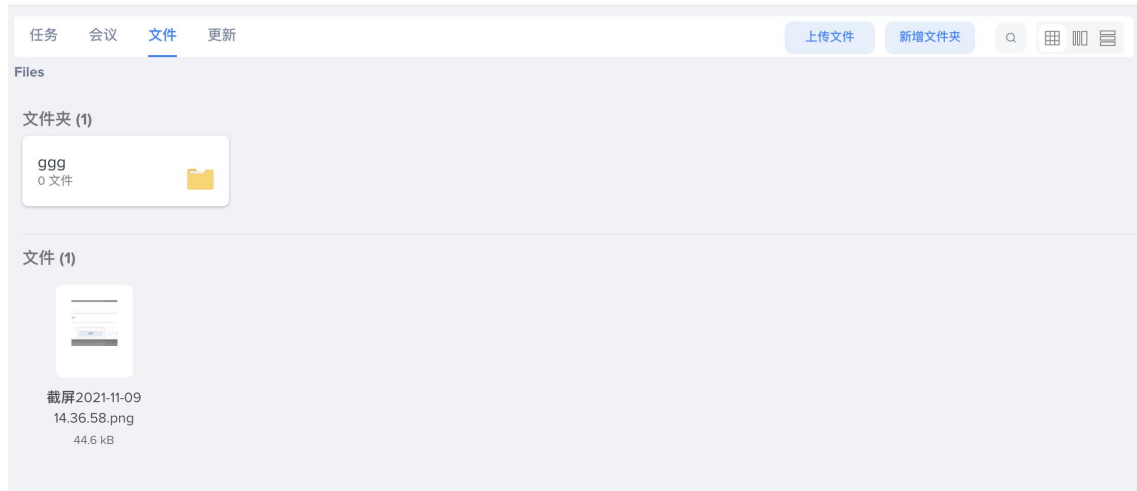 任务 会议 文件 更新 上传文件 新增文件夹
Files
文件夹 (1)
ggg
0 文件
文件 (1)
截屏2021-11-09
14.36.58.png
44.6 kB